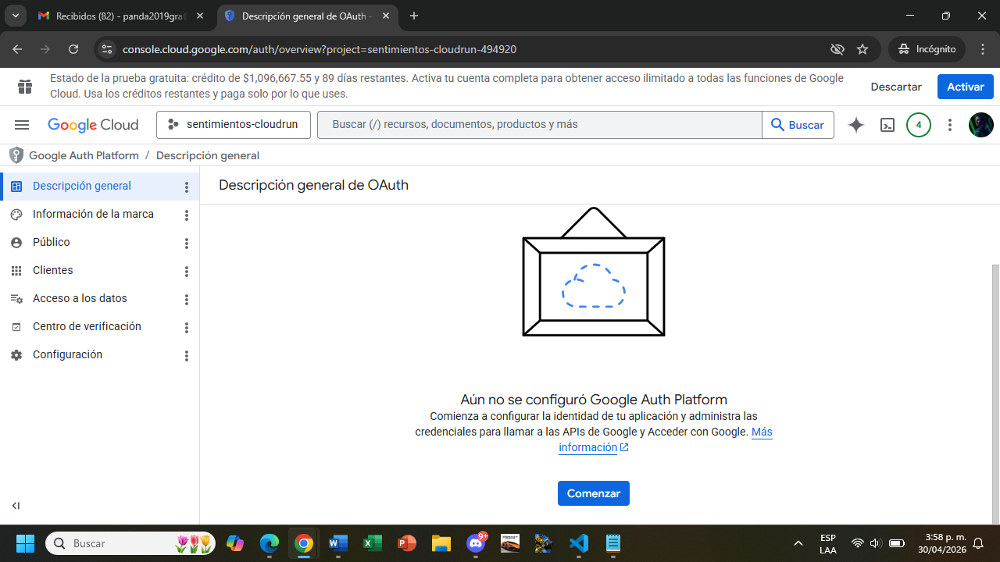 Recibidos (82) - panda2019gra
Descripción general de OAuth -
console.cloud.google.com/auth/overview?project=sentimientos-cloudrun-494920
Incógnito
Estado de la prueba gratuita: crédito de $1,096,667.55 y 89 días restantes. Activa tu cuenta completa para obtener acceso ilimitado a todas las funciones de Google
Cloud. Usa los créditos restantes y paga solo por lo que uses.
Descartar
Activar
Google Cloud
sentimientos-cloudrun
Buscar (/) recursos, documentos, productos y más
Buscar
4
Google Auth Platform / Descripción general
Descripción general
Información de la marca
Público
Clientes
Acceso a los datos
Centro de verificación
Configuración
Descripción general de OAuth
Aún no se configuró Google Auth Platform
Comienza a configurar la identidad de tu aplicación y administra las
credenciales para llamar a las APIs de Google y Acceder con Google. Más
información
Comenzar
Buscar
9+
ESP
LAA
3:58 p. m.
30/04/2026